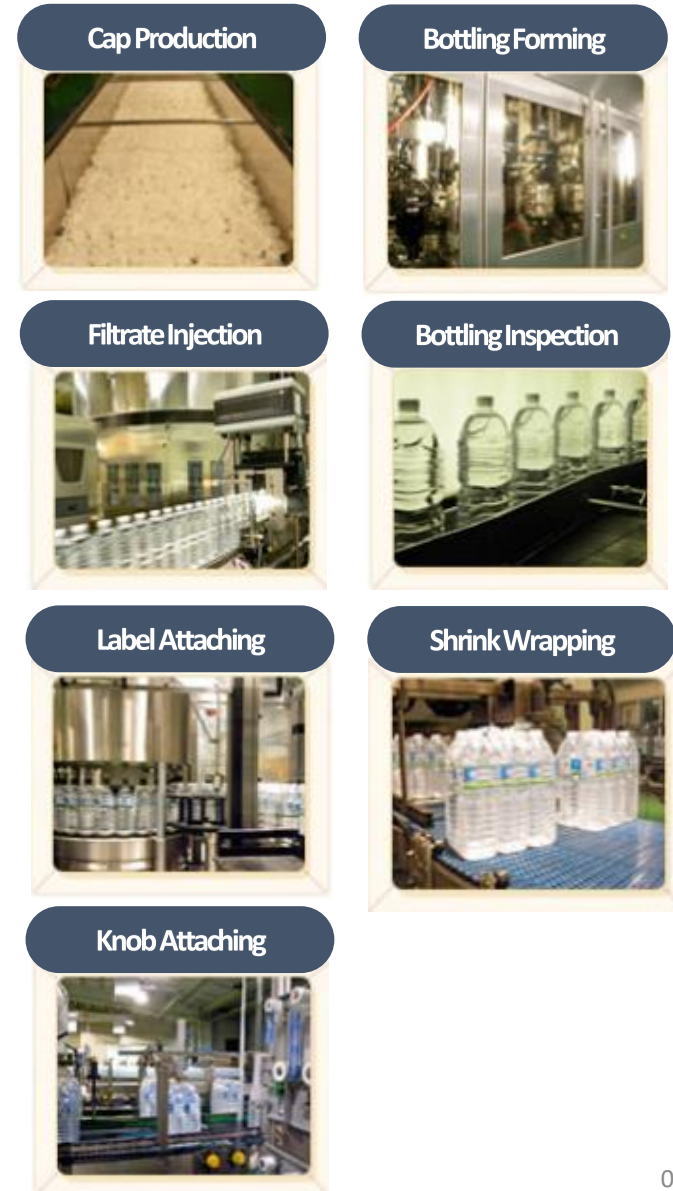 Cap Production
Bottling Forming
Filtrate Injection
Bottling Inspection
Label Attaching
Shrink Wrapping
Knob Attaching
0